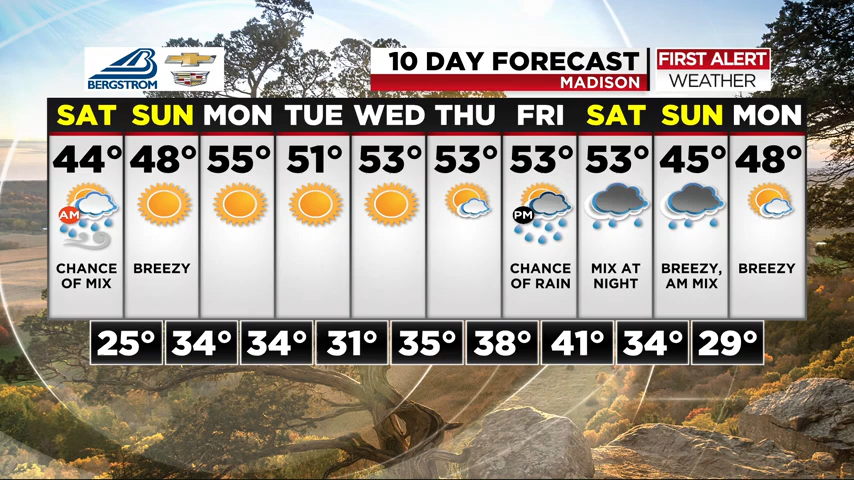 BERGSTROM
10 DAY FORECAST
MADISON
FIRST ALERT
WEATHER
SAT SUN MON TUE WED THU FRI SAT SUN MON
44° 48° 55° 51° 53° 53° 53° 53° 45° 48°
AM PM
CHANCE OF MIX
BREEZY
CHANCE OF RAIN
MIX AT NIGHT
BREEZY, AM MIX
BREEZY
25° 34° 34° 31° 35° 38° 41° 34° 29°